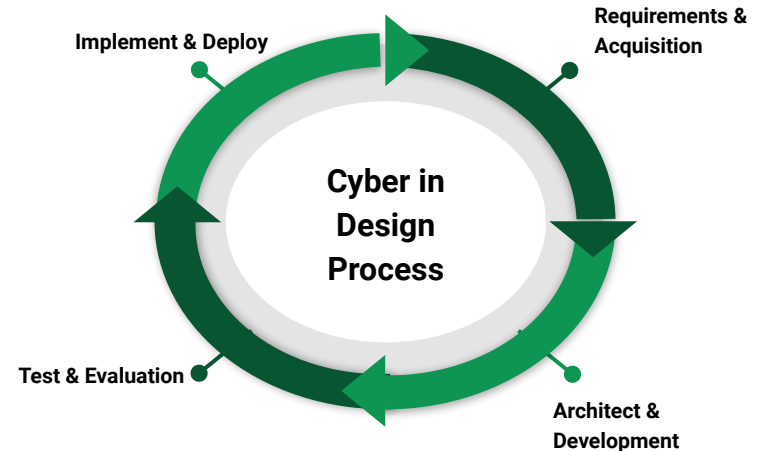 Requirements &
Acquisition
Implement & Deploy
Cyber in
Design
Process
Test & Evaluation
Architect &
Development